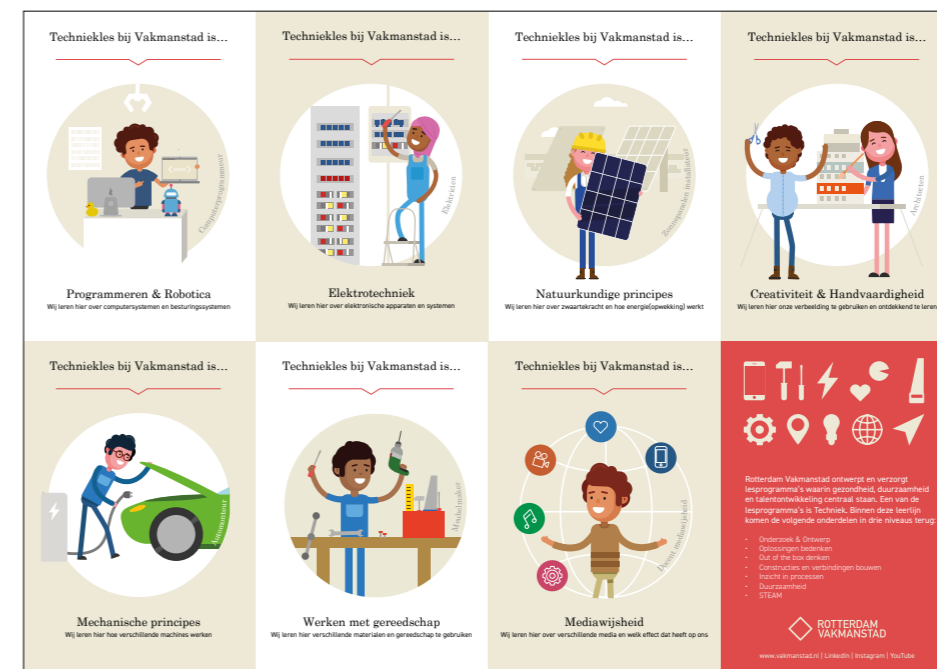 Techniekles bij Vakmanstad is...
Computerprogrammeur
Programmeren & Robotica
Wij leren hier over computersystemen en besturingssystemen
Techniekles bij Vakmanstad is...
Elektriciën
Elektrotechniek
Wij leren hier over elektronische apparaten en systemen
Techniekles bij Vakmanstad is...
Zonnepanelen installateur
Natuurkundige principes
Wij leren hier over zwaartekracht en hoe energie(opwekking) werkt
Techniekles bij Vakmanstad is...
Architecten
Creativiteit & Handvaardigheid
Wij leren hier onze verbeelding te gebruiken en ontdekkend te leren
Techniekles bij Vakmanstad is...
Automonteur
Mechanische principes
Wij leren hier hoe verschillende machines werken
Techniekles bij Vakmanstad is...
Meubelmaker
Werken met gereedschap
Wij leren hier verschillende materialen en gereedschap te gebruiken
Techniekles bij Vakmanstad is...
Docent mediawijsheid
Mediawijsheid
Wij leren hier over verschillende media en welk effect dat heeft op ons
Rotterdam Vakmanstad ontwerpt en verzorgt
lesprogramma's waarin gezondheid, duurzaamheid
en talentontwikkeling centraal staan. Een van de
lesprogramma's is Techniek. Binnen deze leerlijn
komen de volgende onderdelen in drie niveaus terug:
- Onderzoek & Ontwerp
- Oplossingen bedenken
- Out of the box denken
- Constructies en verbindingen bouwen
- Inzicht in processen
- Duurzaamheid
- STEAM
ROTTERDAM
VAKMANSTAD
www.vakmanstad.nl | LinkedIn | Instagram | YouTube